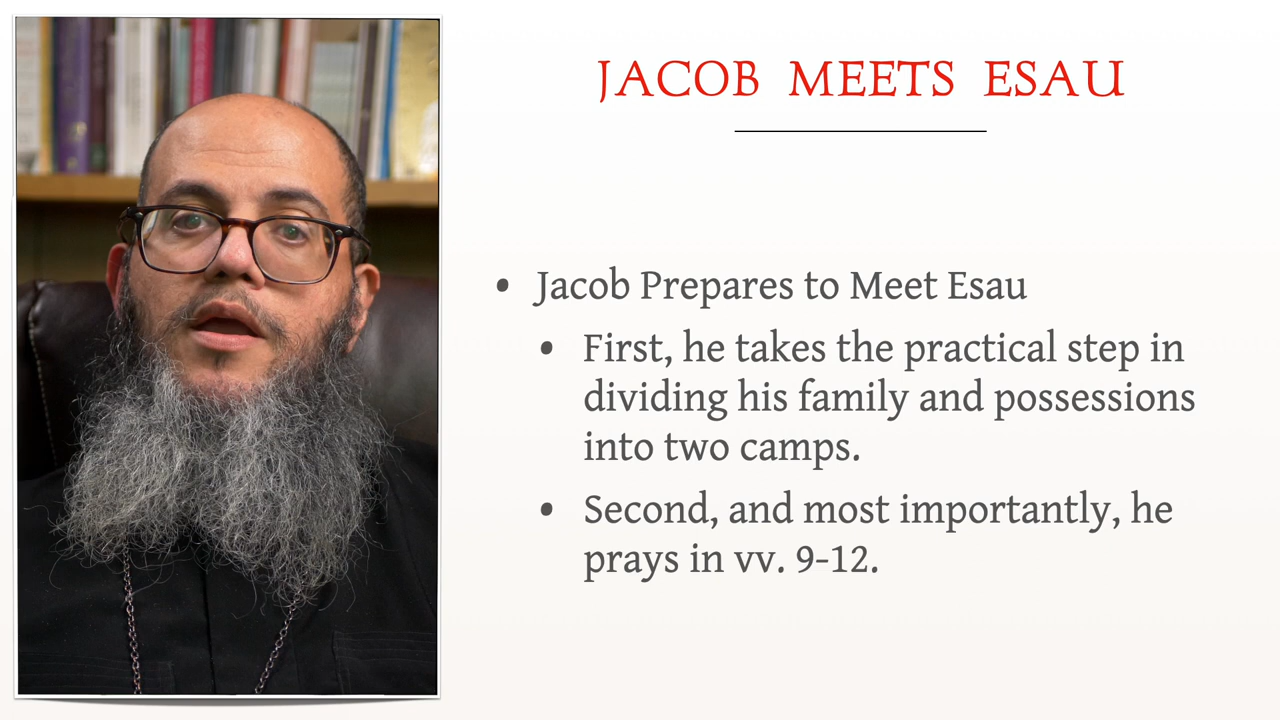 JACOB MEETS ESAU
• Jacob Prepares to Meet Esau
• First, he takes the practical step in
dividing his family and possessions
into two camps.
• Second, and most importantly, he
prays in vv. 9-12.